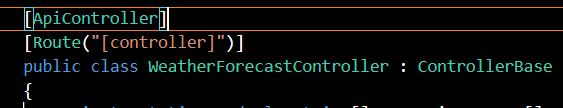 [ApiController]
[Route("[controller]")]
public class WeatherForecastController : ControllerBase
{